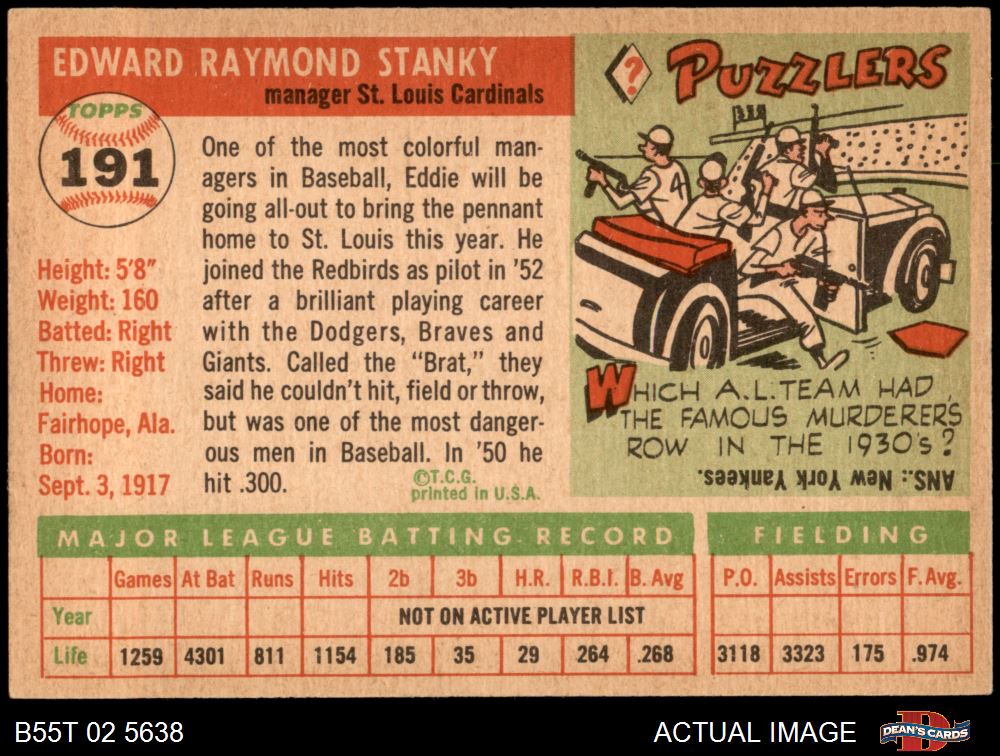 EDWARD RAYMOND STANKY
manager St. Louis Cardinals
TOPPS
191
Height: 5'8"
Weight: 160
Batted: Right
Threw: Right
Home:
Fairhope, Ala.
Born:
Sept. 3, 1917
One of the most colorful man-
agers in Baseball, Eddie will be
going all-out to bring the pennant
home to St. Louis this year. He
joined the Redbirds as pilot in '52
after a brilliant playing career
with the Dodgers, Braves and
Giants. Called the "Brat," they
said he couldn't hit, field or throw,
but was one of the most danger-
ous men in Baseball. In '50 he
hit .300.
©T.C.G.
printed in U.S.A.
?
PUZZLERS
4
WHICH A.L. TEAM HAD
THE FAMOUS MURDERER'S
ROW IN THE 1930's?
ANS.: New York Yankees.
MAJOR LEAGUE BATTING RECORD
Games At Bat Runs Hits 2b 3b H.R. R.B.I. B. Avg
Year NOT ON ACTIVE PLAYER LIST
Life 1259 4301 811 1154 185 35 29 264 .268
FIELDING
P.O. Assists Errors F. Avg.
3118 3323 175 .974
B55T 02 5638
ACTUAL IMAGE
D
DEAN'S CARDS